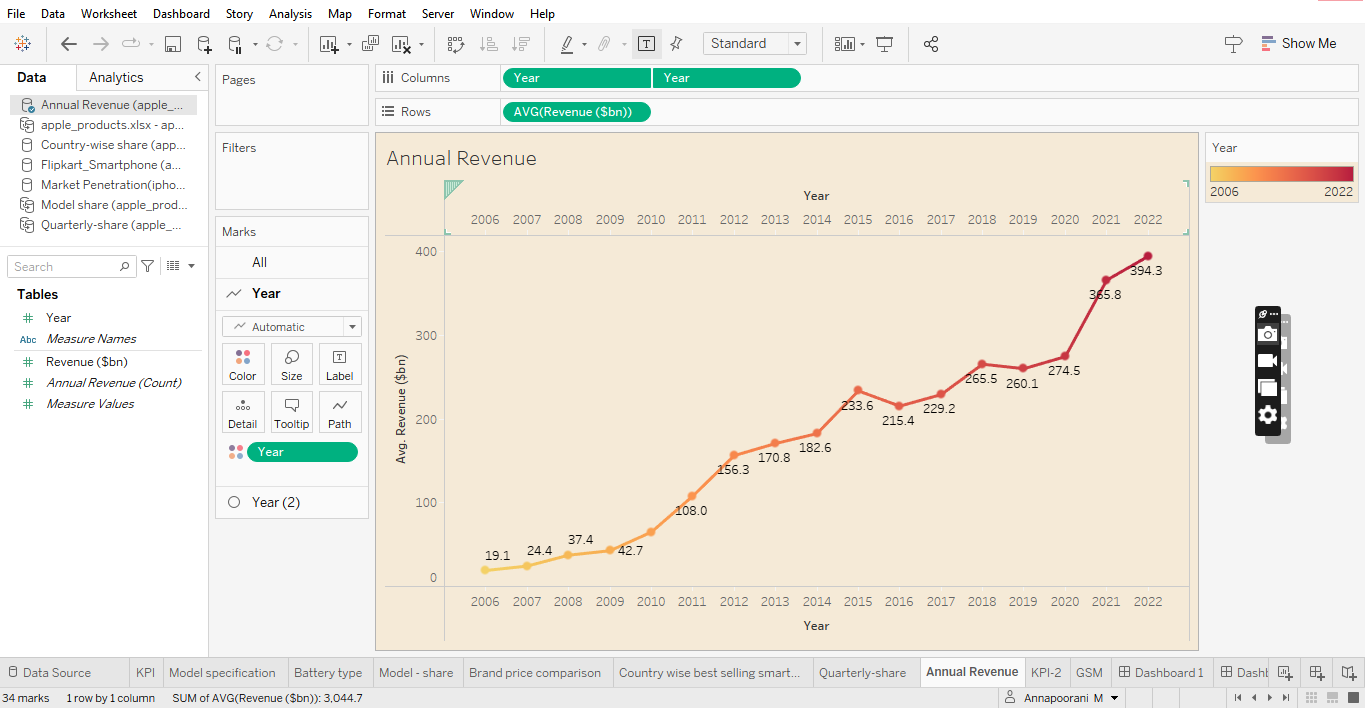 File Data Worksheet Dashboard Story Analysis Map Format Server Window Help
Standard Show Me
Data Analytics
Annual Revenue (apple_...
apple_products.xlsx - ap...
Country-wise share (app...
Flipkart_Smartphone (a...
Market Penetration(ipho...
Model share (apple_prod...
Quarterly-share (apple_...
Search
Tables
# Year
Abc Measure Names
# Revenue ($bn)
# Annual Revenue (Count)
# Measure Values
Pages
Filters
Marks
All
Year
Automatic
Color Size Label
Detail Tooltip Path
Year
Year (2)
Columns Year Year
Rows AVG(Revenue ($bn))
Annual Revenue
Year
2006 2007 2008 2009 2010 2011 2012 2013 2014 2015 2016 2017 2018 2019 2020 2021 2022
Avg. Revenue ($bn)
400
300
200
100
0
19.1
24.4
37.4
42.7
108.0
156.3
170.8
182.6
233.6
215.4
229.2
265.5
260.1
274.5
365.8
394.3
2006 2007 2008 2009 2010 2011 2012 2013 2014 2015 2016 2017 2018 2019 2020 2021 2022
Year
Year
2006 2022
Data Source KPI Model specification Battery type Model - share Brand price comparison Country wise best selling smart... Quarterly-share Annual Revenue KPI-2 GSM Dashboard 1 Dashb
34 marks 1 row by 1 column SUM of AVG(Revenue ($bn)): 3,044.7 Annapoorani M